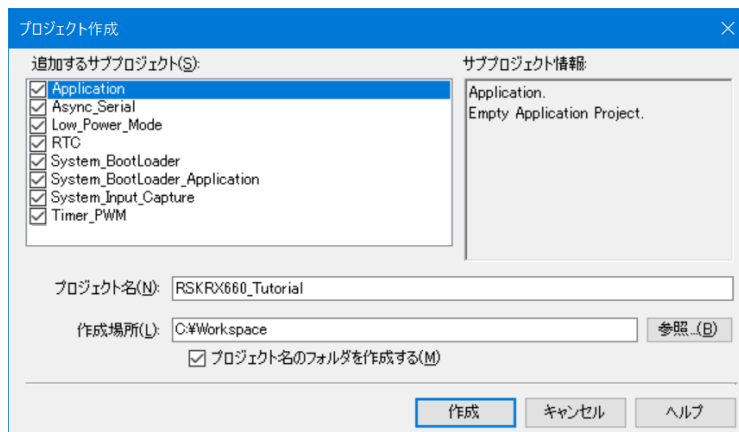 プロジェクト作成
追加するサブプロジェクト(S):
サブプロジェクト情報:
Application
Async_Serial
Low_Power_Mode
RTC
System_BootLoader
System_BootLoader_Application
System_Input_Capture
Timer_PWM
Application.
Empty Application Project.
プロジェクト名(N):
RSKRX660_Tutorial
作成場所(L):
C:¥Workspace
参照...(B)
プロジェクト名のフォルダを作成する(M)
作成
キャンセル
ヘルプ